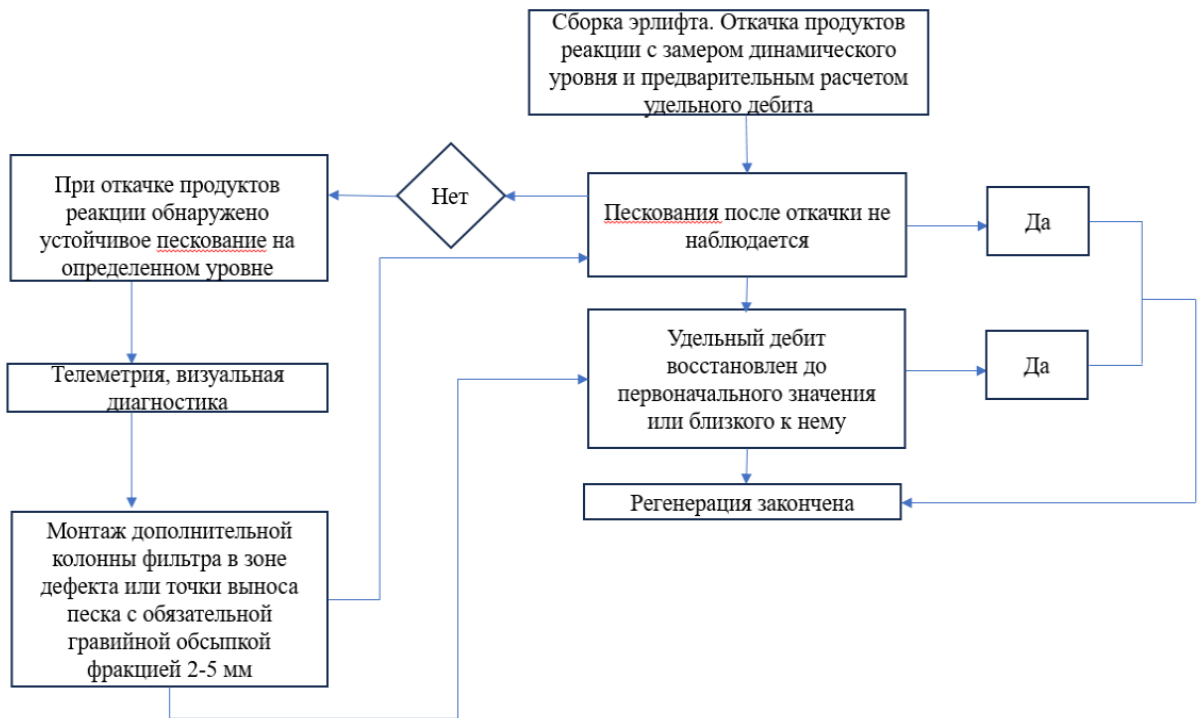 Сборка эрлифта. Откачка продуктов
реакции с замером динамического
уровня и предварительным расчетом
удельного дебита
При откачке продуктов
реакции обнаружено
устойчивое пескование на
определенном уровне
Нет
Пескования после откачки не
наблюдается
Да
Удельный дебит
восстановлен до
первоначального значения
или близкого к нему
Да
Телеметрия, визуальная
диагностика
Регенерация закончена
Монтаж дополнительной
колонны фильтра в зоне
дефекта или точки выноса
песка с обязательной
гравийной обсыпкой
фракцией 2-5 мм